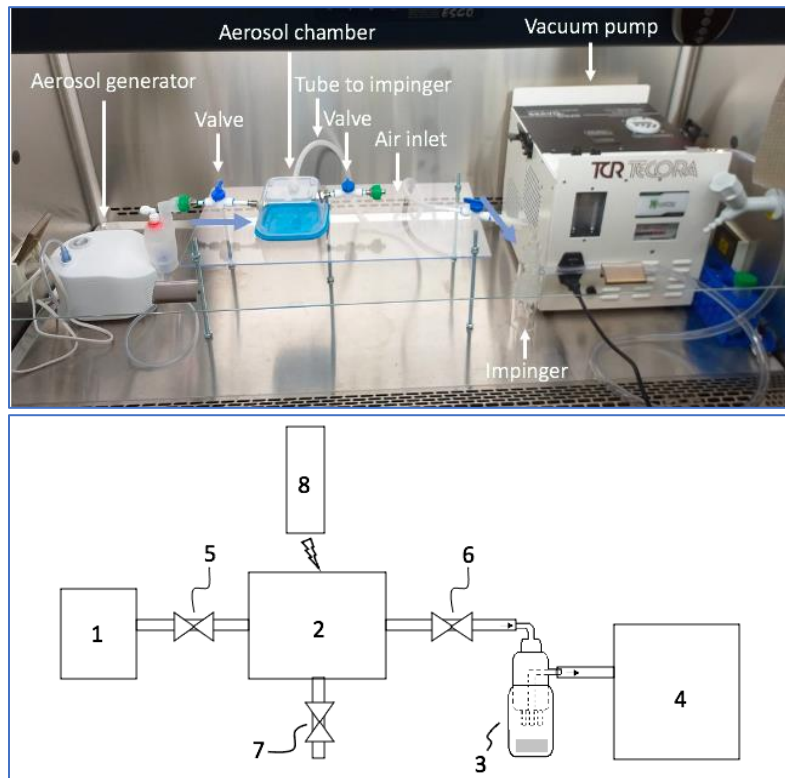 ESCO
Aerosol chamber
Vacuum pump
Aerosol generator
Tube to impinger
Valve
Valve
Air inlet
TCR TECORA
Impinger
8
5
6
1
2
7
3
4